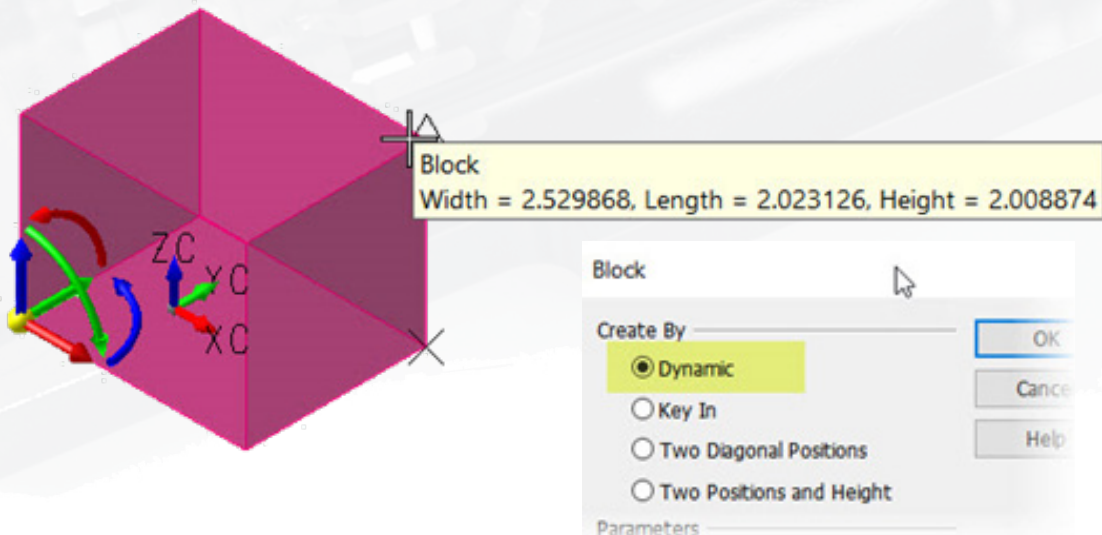 Block
Width = 2.529868, Length = 2.023126, Height = 2.008874
ZC
YC
XC
Block
Create By
Dynamic
Key In
Two Diagonal Positions
Two Positions and Height
Parameters
OK
Cance
Help